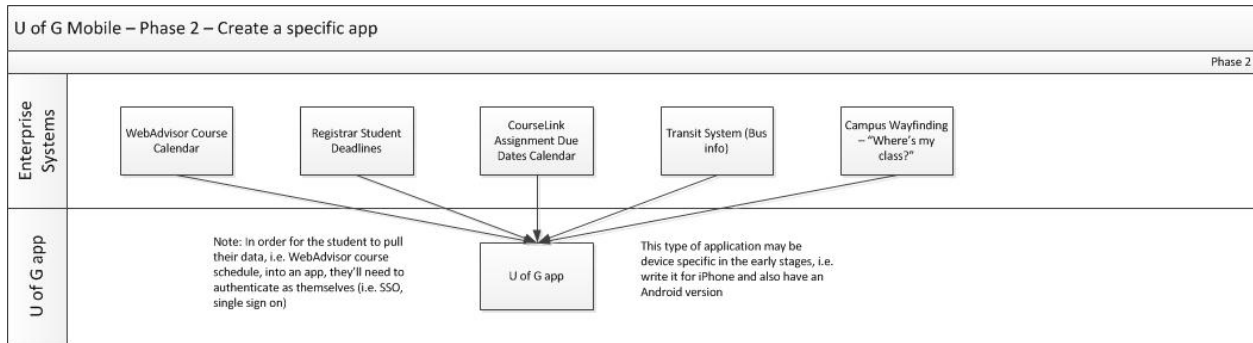 U of G Mobile – Phase 2 – Create a specific app
Phase 2
Enterprise
Systems
WebAdvisor Course
Calendar
Registrar Student
Deadlines
CourseLink
Assignment Due
Dates Calendar
Transit System (Bus
info)
Campus Wayfinding
– “Where’s my
class?”
U of G app
Note: In order for the student to pull
their data, i.e. WebAdvisor course
schedule, into an app, they’ll need to
authenticate as themselves (i.e. SSO,
single sign on)
U of G app
This type of application may be
device specific in the early stages, i.e.
write it for iPhone and also have an
Android version